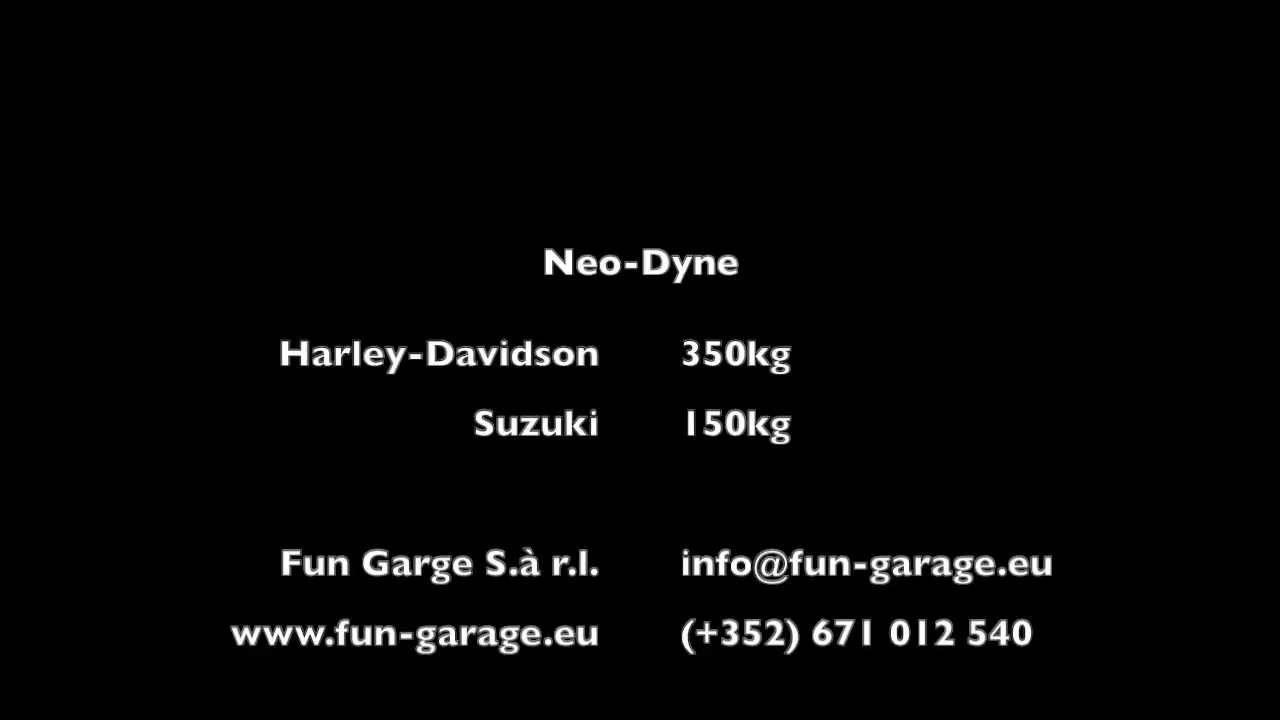 Neo-Dyne
Harley-Davidson 350kg
Suzuki 150kg
Fun Garge S.à r.l. info@fun-garage.eu
www.fun-garage.eu (+352) 671 012 540